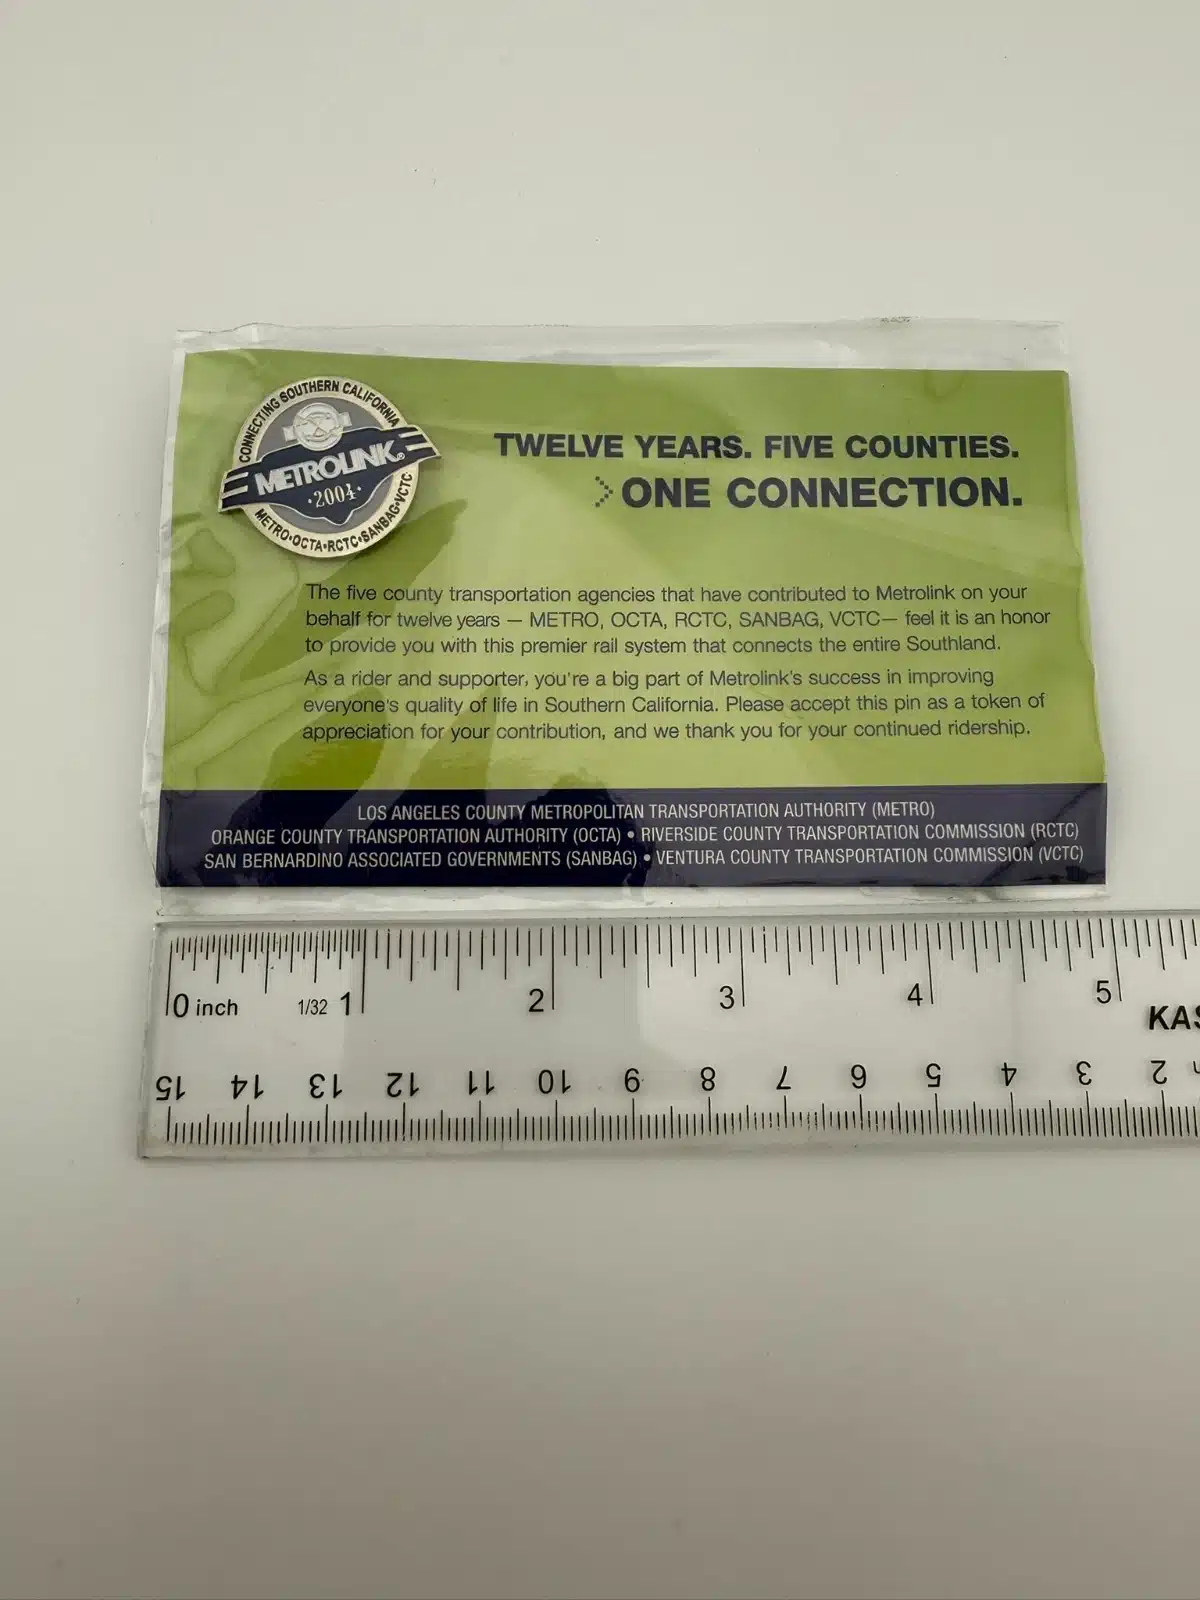 CONNECTING SOUTHERN CALIFORNIA
METROLINK®
·2004·
METRO•OCTA•RCTC•SANBAG•VCTC
TWELVE YEARS. FIVE COUNTIES.
ONE CONNECTION.
The five county transportation agencies that have contributed to Metrolink on your
behalf for twelve years — METRO, OCTA, RCTC, SANBAG, VCTC— feel it is an honor
to provide you with this premier rail system that connects the entire Southland.
As a rider and supporter, you're a big part of Metrolink's success in improving
everyone's quality of life in Southern California. Please accept this pin as a token of
appreciation for your contribution, and we thank you for your continued ridership.
LOS ANGELES COUNTY METROPOLITAN TRANSPORTATION AUTHORITY (METRO)
ORANGE COUNTY TRANSPORTATION AUTHORITY (OCTA) • RIVERSIDE COUNTY TRANSPORTATION COMMISSION (RCTC)
SAN BERNARDINO ASSOCIATED GOVERNMENTS (SANBAG) • VENTURA COUNTY TRANSPORTATION COMMISSION (VCTC)
0 inch 1/32 1 2 3 4 5
KAS
15 14 13 12 11 10 9 8 7 6 5 4 3 2